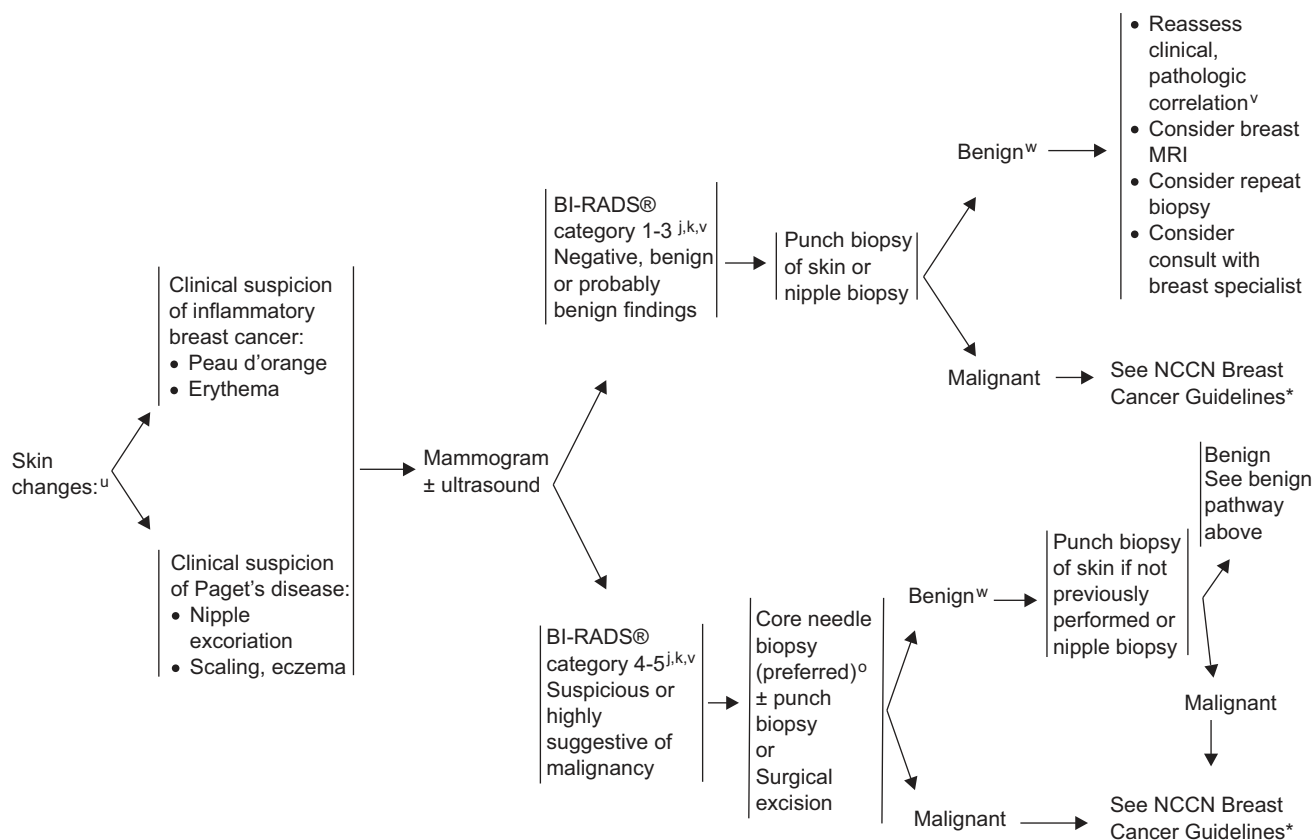 Skin
changes:ᵘ
Clinical suspicion
of inflammatory
breast cancer:
• Peau d'orange
• Erythema
Clinical suspicion
of Paget's disease:
• Nipple
excoriation
• Scaling, eczema
Mammogram
± ultrasound
BI-RADS®
category 1-3 ʲ,ᵏ,ᵛ
Negative, benign
or probably
benign findings
Punch biopsy
of skin or
nipple biopsy
Benignʷ
• Reassess
clinical,
pathologic
correlationᵛ
• Consider breast
MRI
• Consider repeat
biopsy
• Consider
consult with
breast specialist
Malignant
See NCCN Breast
Cancer Guidelines*
BI-RADS®
category 4-5ʲ,ᵏ,ᵛ
Suspicious or
highly
suggestive of
malignancy
Core needle
biopsy
(preferred)ᵒ
± punch
biopsy
or
Surgical
excision
Benignʷ
Punch biopsy
of skin if not
previously
performed or
nipple biopsy
Benign
See benign
pathway
above
Malignant
Malignant
See NCCN Breast
Cancer Guidelines*